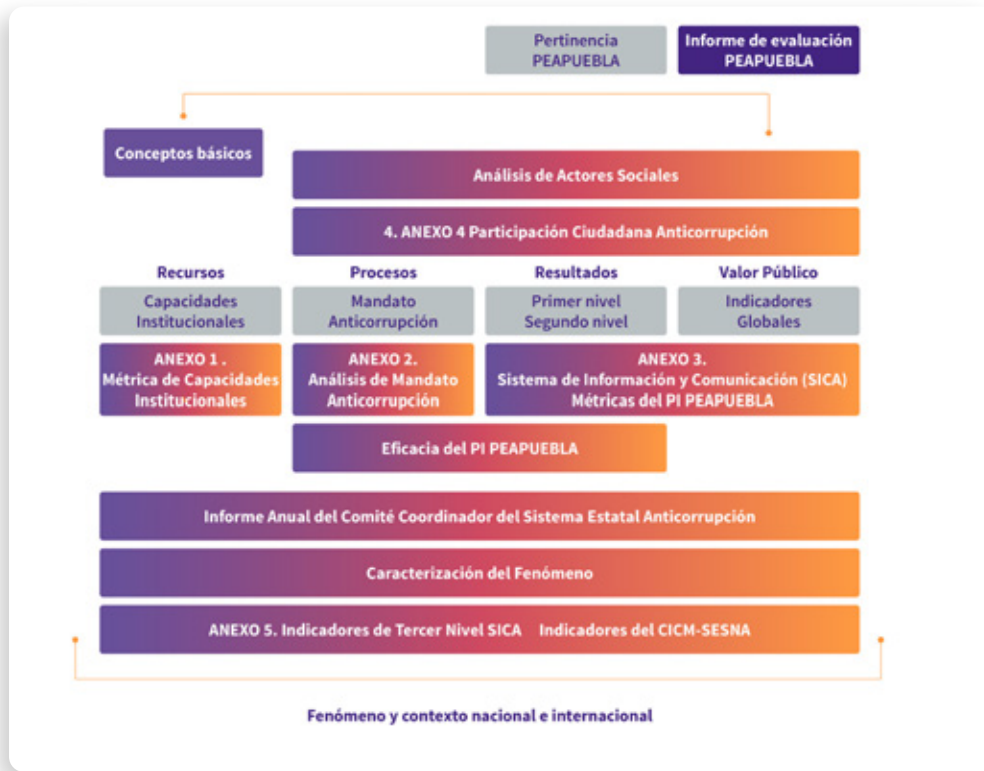 Pertinencia
PEAPUEBLA
Informe de evaluación
PEAPUEBLA
Conceptos básicos
Análisis de Actores Sociales
4. ANEXO 4 Participación Ciudadana Anticorrupción
Recursos
Procesos
Resultados
Valor Público
Capacidades
Institucionales
Mandato
Anticorrupción
Primer nivel
Segundo nivel
Indicadores
Globales
ANEXO 1 .
Métrica de Capacidades
Institucionales
ANEXO 2.
Análisis de Mandato
Anticorrupción
ANEXO 3.
Sistema de Información y Comunicación (SICA)
Métricas del PI PEAPUEBLA
Eficacia del PI PEAPUEBLA
Informe Anual del Comité Coordinador del Sistema Estatal Anticorrupción
Caracterización del Fenómeno
ANEXO 5. Indicadores de Tercer Nivel SICA Indicadores del CICM-SESNA
Fenómeno y contexto nacional e internacional